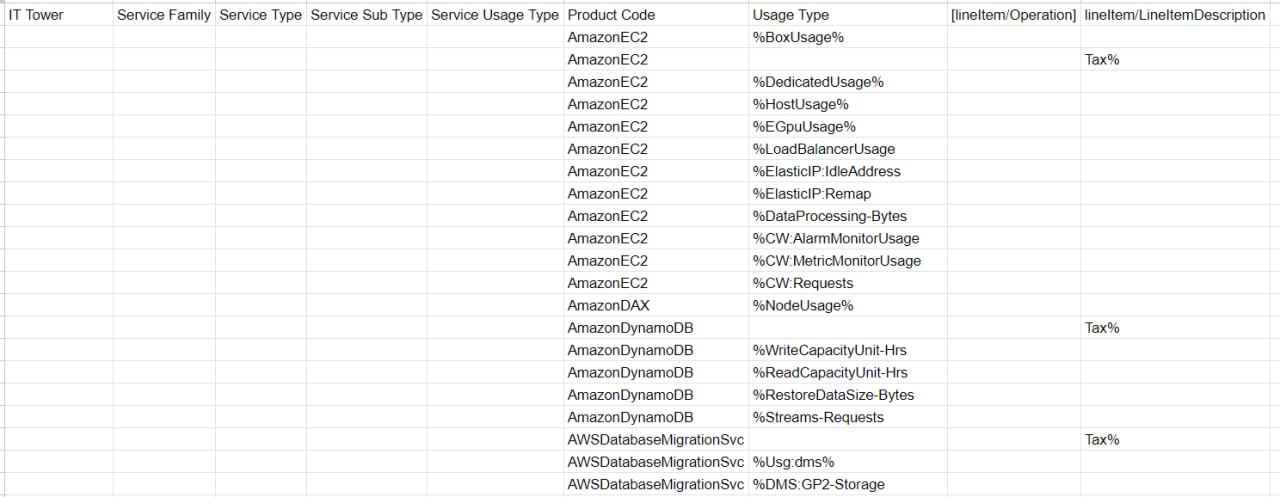 IT Tower Service Family Service Type Service Sub Type Service Usage Type Product Code Usage Type [lineItem/Operation] lineItem/LineItemDescription
AmazonEC2 %BoxUsage%
AmazonEC2 Tax%
AmazonEC2 %DedicatedUsage%
AmazonEC2 %HostUsage%
AmazonEC2 %EGpuUsage%
AmazonEC2 %LoadBalancerUsage
AmazonEC2 %ElasticIP:IdleAddress
AmazonEC2 %ElasticIP:Remap
AmazonEC2 %DataProcessing-Bytes
AmazonEC2 %CW:AlarmMonitorUsage
AmazonEC2 %CW:MetricMonitorUsage
AmazonEC2 %CW:Requests
AmazonDAX %NodeUsage%
AmazonDynamoDB Tax%
AmazonDynamoDB %WriteCapacityUnit-Hrs
AmazonDynamoDB %ReadCapacityUnit-Hrs
AmazonDynamoDB %RestoreDataSize-Bytes
AmazonDynamoDB %Streams-Requests
AWSDatabaseMigrationSvc Tax%
AWSDatabaseMigrationSvc %Usg:dms%
AWSDatabaseMigrationSvc %DMS:GP2-Storage